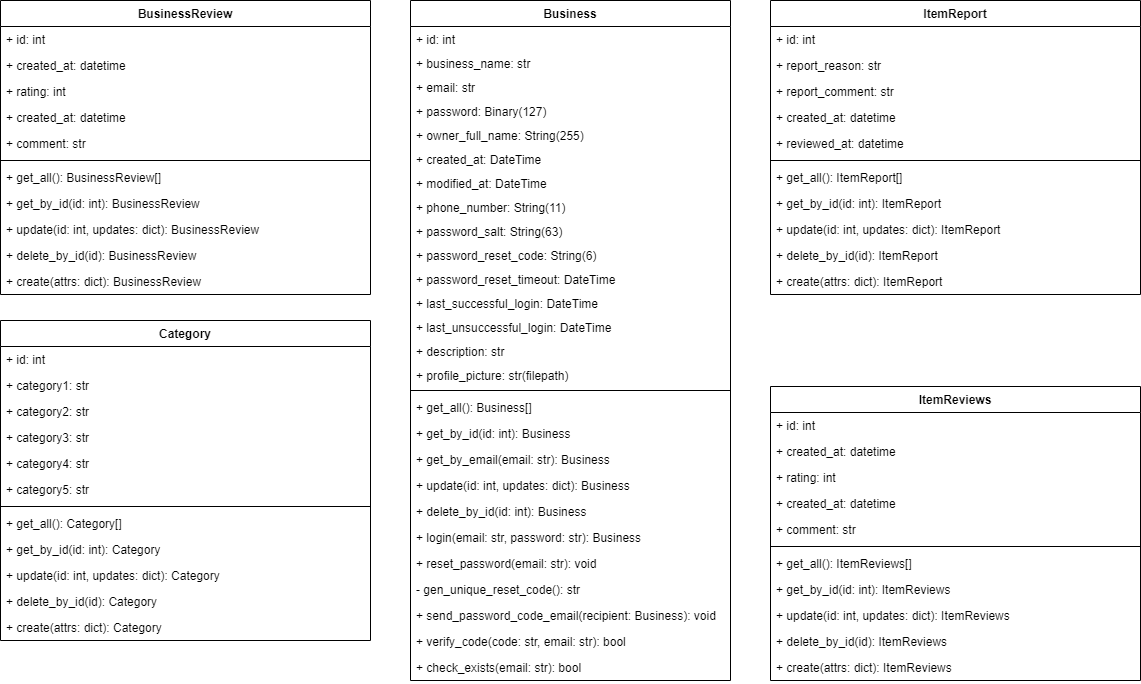 BusinessReview
+ id: int
+ created_at: datetime
+ rating: int
+ created_at: datetime
+ comment: str
+ get_all(): BusinessReview[]
+ get_by_id(id: int): BusinessReview
+ update(id: int, updates: dict): BusinessReview
+ delete_by_id(id): BusinessReview
+ create(attrs: dict): BusinessReview
Category
+ id: int
+ category1: str
+ category2: str
+ category3: str
+ category4: str
+ category5: str
+ get_all(): Category[]
+ get_by_id(id: int): Category
+ update(id: int, updates: dict): Category
+ delete_by_id(id): Category
+ create(attrs: dict): Category
Business
+ id: int
+ business_name: str
+ email: str
+ password: Binary(127)
+ owner_full_name: String(255)
+ created_at: DateTime
+ modified_at: DateTime
+ phone_number: String(11)
+ password_salt: String(63)
+ password_reset_code: String(6)
+ password_reset_timeout: DateTime
+ last_successful_login: DateTime
+ last_unsuccessful_login: DateTime
+ description: str
+ profile_picture: str(filepath)
+ get_all(): Business[]
+ get_by_id(id: int): Business
+ get_by_email(email: str): Business
+ update(id: int, updates: dict): Business
+ delete_by_id(id: int): Business
+ login(email: str, password: str): Business
+ reset_password(email: str): void
- gen_unique_reset_code(): str
+ send_password_code_email(recipient: Business): void
+ verify_code(code: str, email: str): bool
+ check_exists(email: str): bool
ItemReport
+ id: int
+ report_reason: str
+ report_comment: str
+ created_at: datetime
+ reviewed_at: datetime
+ get_all(): ItemReport[]
+ get_by_id(id: int): ItemReport
+ update(id: int, updates: dict): ItemReport
+ delete_by_id(id): ItemReport
+ create(attrs: dict): ItemReport
ItemReviews
+ id: int
+ created_at: datetime
+ rating: int
+ created_at: datetime
+ comment: str
+ get_all(): ItemReviews[]
+ get_by_id(id: int): ItemReviews
+ update(id: int, updates: dict): ItemReviews
+ delete_by_id(id): ItemReviews
+ create(attrs: dict): ItemReviews